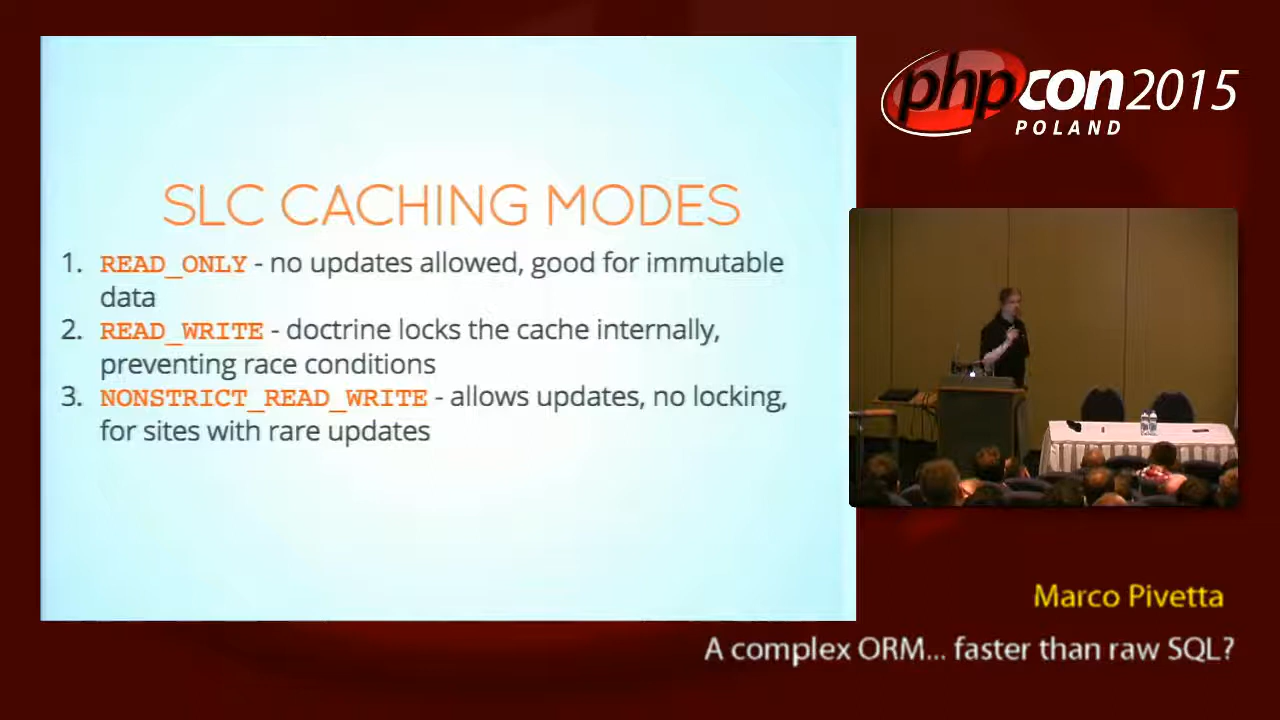 phpcon2015
POLAND
SLC CACHING MODES
1. READ_ONLY - no updates allowed, good for immutable
data
2. READ_WRITE - doctrine locks the cache internally,
preventing race conditions
3. NONSTRICT_READ_WRITE - allows updates, no locking,
for sites with rare updates
Marco Pivetta
A complex ORM... faster than raw SQL?